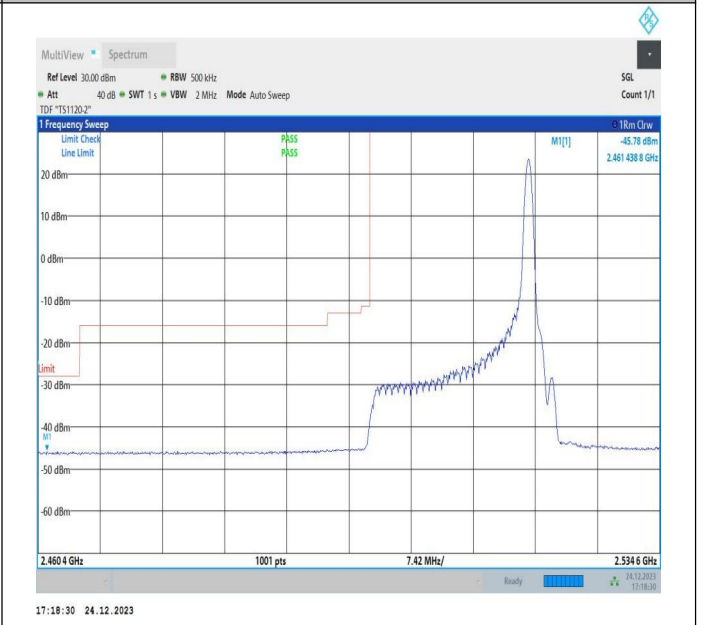 R S
MultiView Spectrum
Ref Level 30.00 dBm RBW 500 kHz SGL
Att 40 dB SWT 1 s VBW 2 MHz Mode Auto Sweep Count 1/1
TDF "TS1120-2"
1 Frequency Sweep 1Rm Clrw
Limit Check PASS M1[1] -45.78 dBm
Line Limit PASS 2.461 438 8 GHz
20 dBm
10 dBm
0 dBm
-10 dBm
-20 dBm
Limit
-30 dBm
-40 dBm
M1
-50 dBm
-60 dBm
2.460 4 GHz 1001 pts 7.42 MHz/ 2.534 6 GHz
Ready 24.12.2023
17:18:30
17:18:30 24.12.2023